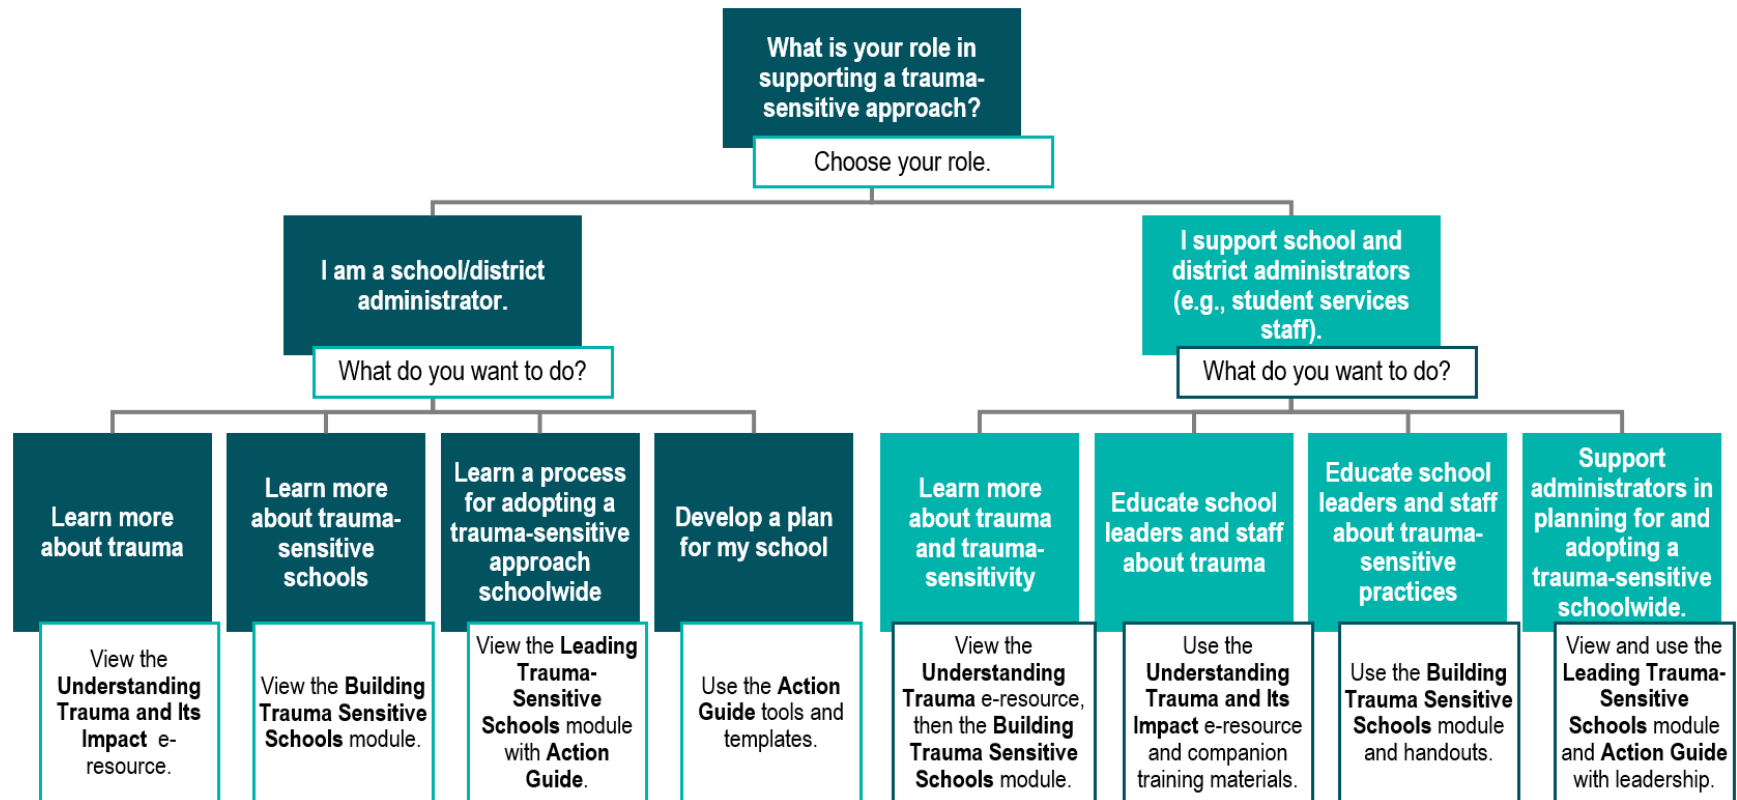 What is your role in
supporting a trauma-
sensitive approach?
Choose your role.
I am a school/district
administrator.
What do you want to do?
I support school and
district administrators
(e.g., student services
staff).
What do you want to do?
Learn more
about trauma
View the
Understanding
Trauma and Its
Impact e-
resource.
Learn more
about trauma-
sensitive
schools
View the Building
Trauma Sensitive
Schools module.
Learn a process
for adopting a
trauma-sensitive
approach
schoolwide
View the Leading
Trauma-
Sensitive
Schools module
with Action
Guide.
Develop a plan
for my school
Use the Action
Guide tools and
templates.
Learn more
about trauma
and trauma-
sensitivity
View the
Understanding
Trauma e-resource,
then the Building
Trauma Sensitive
Schools module.
Educate school
leaders and staff
about trauma
Use the
Understanding
Trauma and Its
Impact e-resource
and companion
training materials.
Educate school
leaders and staff
about trauma-
sensitive
practices
Use the Building
Trauma Sensitive
Schools module
and handouts.
Support
administrators in
planning for and
adopting a
trauma-sensitive
schoolwide.
View and use the
Leading Trauma-
Sensitive
Schools module
and Action Guide
with leadership.